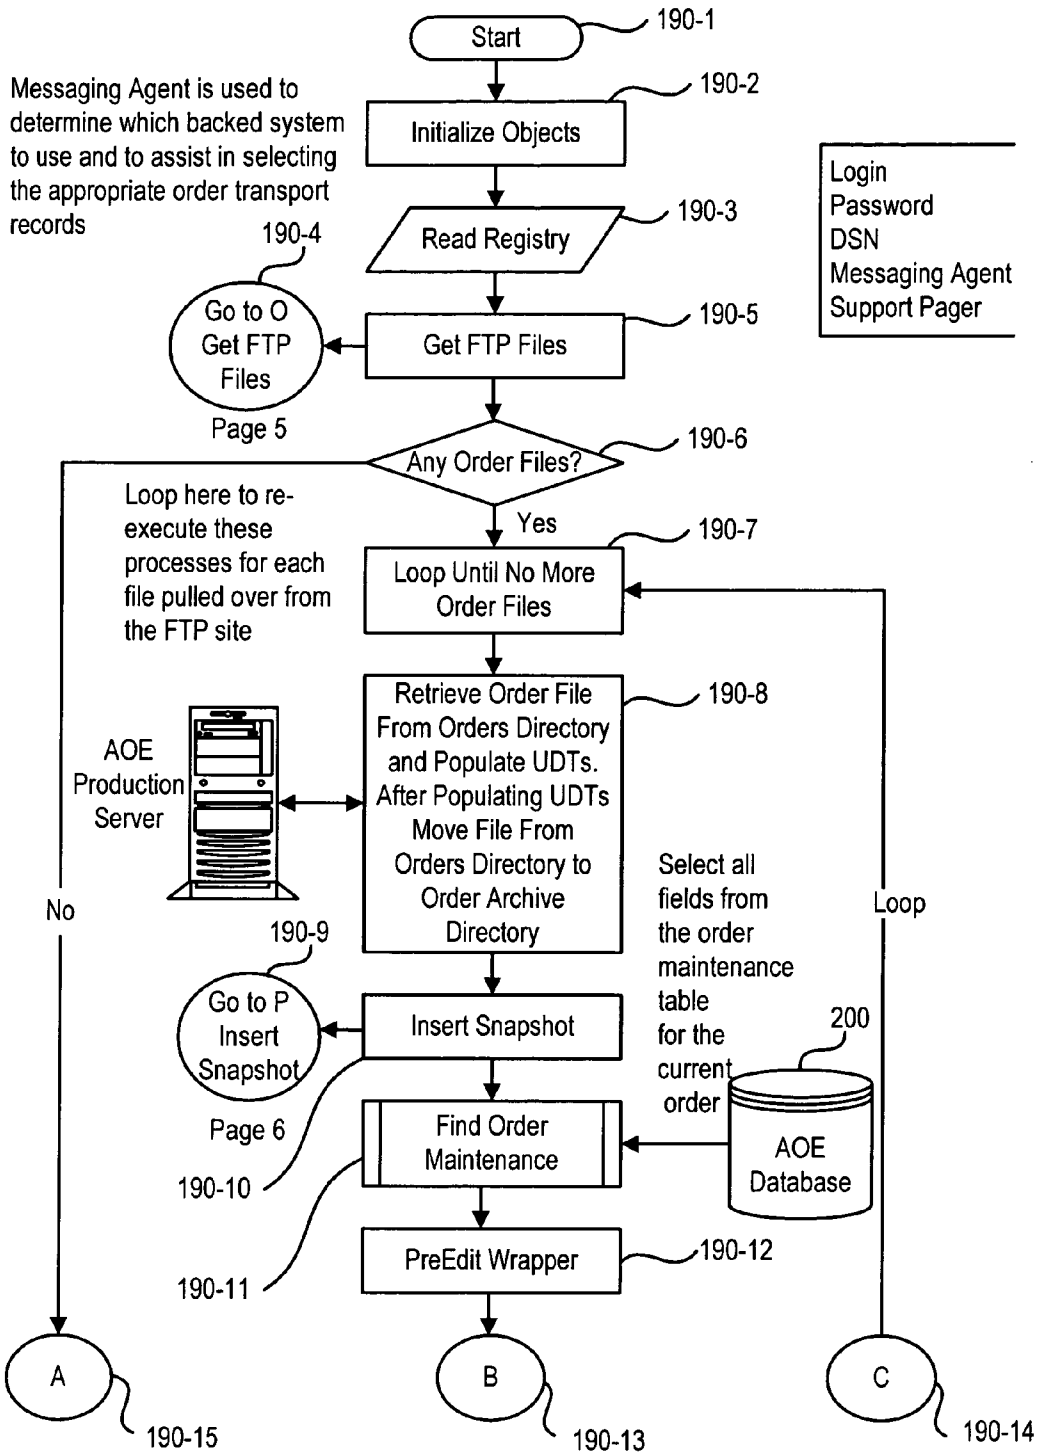 Start
190-1
Messaging Agent is used to
determine which backed system
to use and to assist in selecting
the appropriate order transport
records
190-2
Initialize Objects
Login
Password
DSN
Messaging Agent
Support Pager
190-3
Read Registry
190-4
Go to O
Get FTP
Files
Page 5
190-5
Get FTP Files
190-6
Any Order Files?
Loop here to re-
execute these
processes for each
file pulled over from
the FTP site
Yes
190-7
Loop Until No More
Order Files
190-8
Retrieve Order File
From Orders Directory
and Populate UDTs.
After Populating UDTs
Move File From
Orders Directory to
Order Archive
Directory
AOE
Production
Server
No
Loop
Select all
fields from
the order
maintenance
table
for the
current
order
190-9
Go to P
Insert
Snapshot
Page 6
Insert Snapshot
200
AOE
Database
Find Order
Maintenance
190-10
190-11
PreEdit Wrapper
190-12
A
190-15
B
190-13
C
190-14